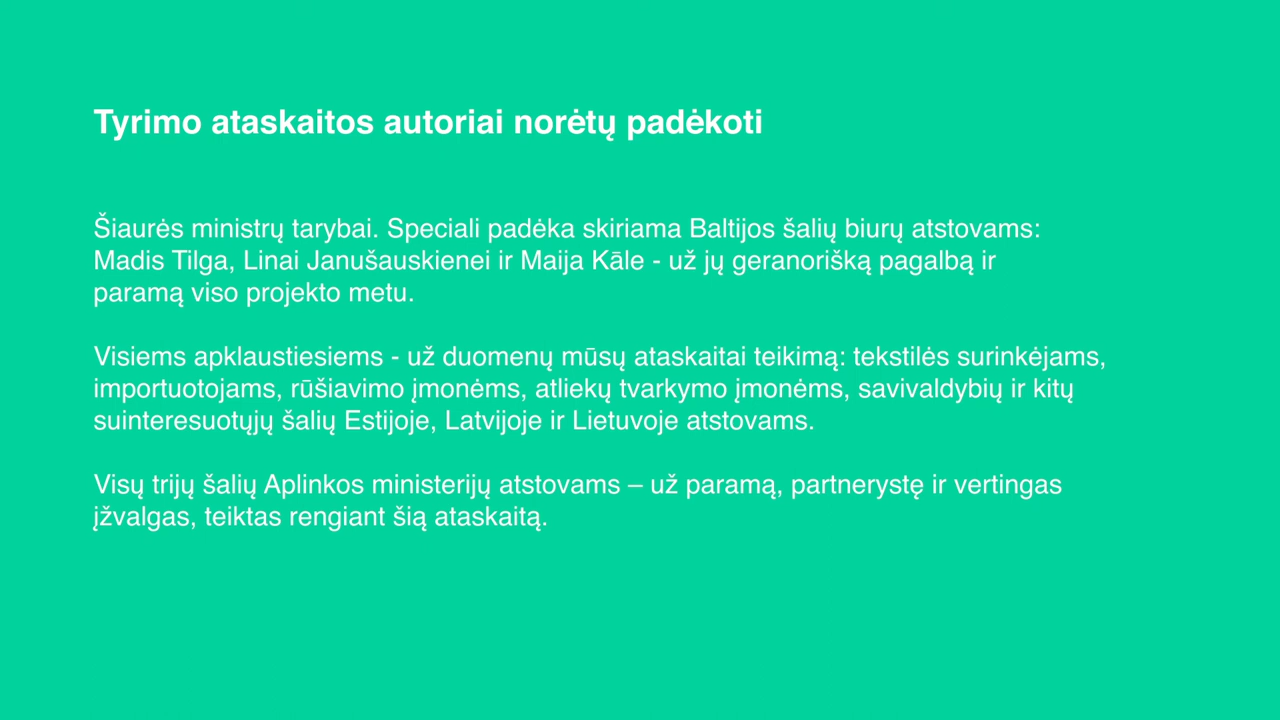 Tyrimo ataskaitos autoriai norėtų padėkoti
Šiaurės ministrų tarybai. Speciali padėka skiriama Baltijos šalių biurų atstovams:
Madis Tilga, Linai Janušauskienei ir Maija Kāle - už jų geranorišką pagalbą ir
paramą viso projekto metu.
Visiems apklaustiesiems - už duomenų mūsų ataskaitai teikimą: tekstilės surinkėjams,
importuotojams, rūšiavimo įmonėms, atliekų tvarkymo įmonėms, savivaldybių ir kitų
suinteresuotųjų šalių Estijoje, Latvijoje ir Lietuvoje atstovams.
Visų trijų šalių Aplinkos ministerijų atstovams – už paramą, partnerystę ir vertingas
įžvalgas, teiktas rengiant šią ataskaitą.